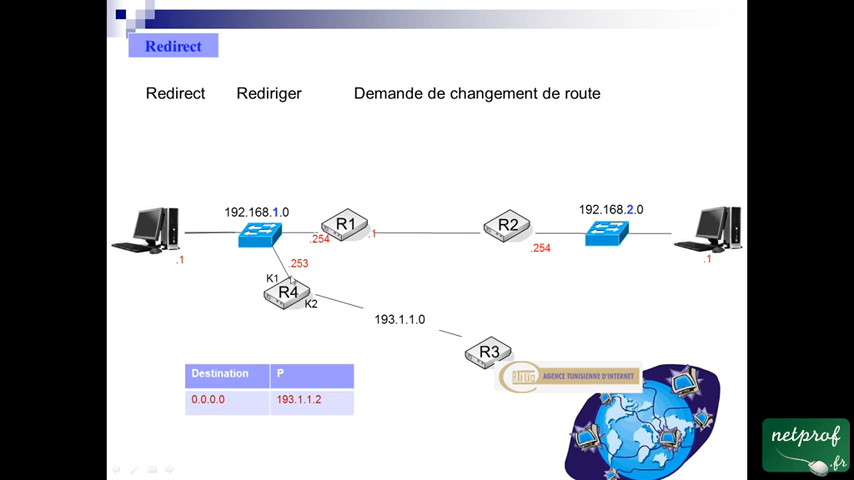 Redirect
Redirect Rediriger Demande de changement de route
192.168.1.0
R1
R2
192.168.2.0
.254
.1
.254
.1
.1
.253
K1
R4
K2
193.1.1.0
R3
AGENCE TUNISIENNE D'INTERNET
Destination P
0.0.0.0 193.1.1.2
netprof
.fr